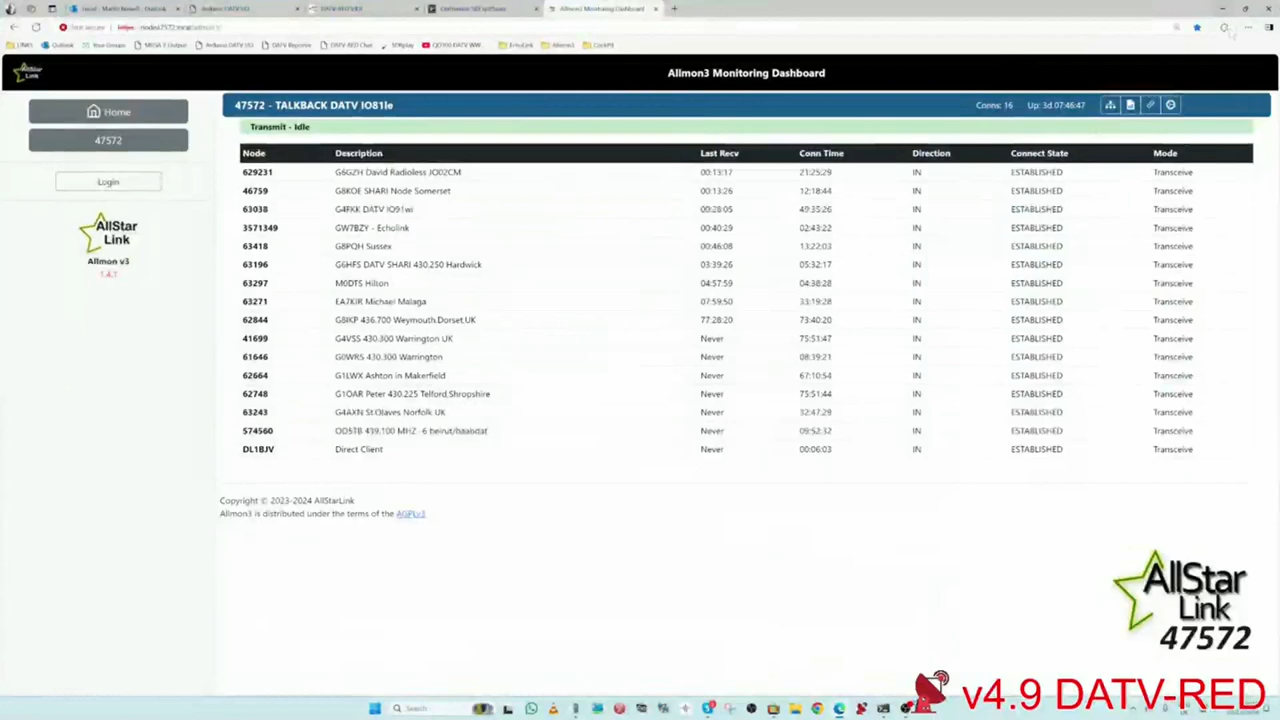 Allmon3 Monitoring Dashboard
AllStar
Link
Allmon3 Monitoring Dashboard
Home
47572
Login
AllStar
Link
Allmon v3
1.4.1
47572 - TALKBACK DATV IO81le Conns: 16 Up: 3d 07:46:47
Transmit - Idle
Node Description Last Recv Conn Time Direction Connect State Mode
629231 G6GZH David Radioless JO02CM 00:13:17 21:25:29 IN ESTABLISHED Transceive
46759 G8KOE SHARI Node Somerset 00:13:26 12:18:44 IN ESTABLISHED Transceive
63038 G4FKK DATV IO91wi 00:28:05 49:35:26 IN ESTABLISHED Transceive
3571349 GW7BZY - Echolink 00:40:29 02:43:22 IN ESTABLISHED Transceive
63418 G8PQH Sussex 00:46:08 13:22:03 IN ESTABLISHED Transceive
63196 G6HFS DATV SHARI 430.250 Hardwick 03:39:26 05:32:17 IN ESTABLISHED Transceive
63297 M0DTS Hilton 04:57:59 04:38:28 IN ESTABLISHED Transceive
63271 EA7KIR Michael Malaga 07:59:50 33:19:28 IN ESTABLISHED Transceive
62844 G8IKP 436.700 Weymouth.Dorset.UK 77:28:20 73:40:20 IN ESTABLISHED Transceive
41699 G4VSS 430.300 Warrington UK Never 75:51:47 IN ESTABLISHED Transceive
61646 G0WRS 430.300 Warrington Never 08:39:21 IN ESTABLISHED Transceive
62664 G1LWX Ashton in Makerfield Never 67:10:54 IN ESTABLISHED Transceive
62748 G1OAR Peter 430.225 Telford,Shropshire Never 75:51:44 IN ESTABLISHED Transceive
63243 G4AXN St.Olaves Norfolk UK Never 32:47:29 IN ESTABLISHED Transceive
574560 OD5TB 439.100 MHZ -6 beirut/baabdat Never 09:52:32 IN ESTABLISHED Transceive
DL1BJV Direct Client Never 00:06:03 IN ESTABLISHED Transceive
Copyright © 2023-2024 AllStarLink
Allmon3 is distributed under the terms of the AGPLv3
AllStar
Link
47572
Search
v4.9 DATV-RED